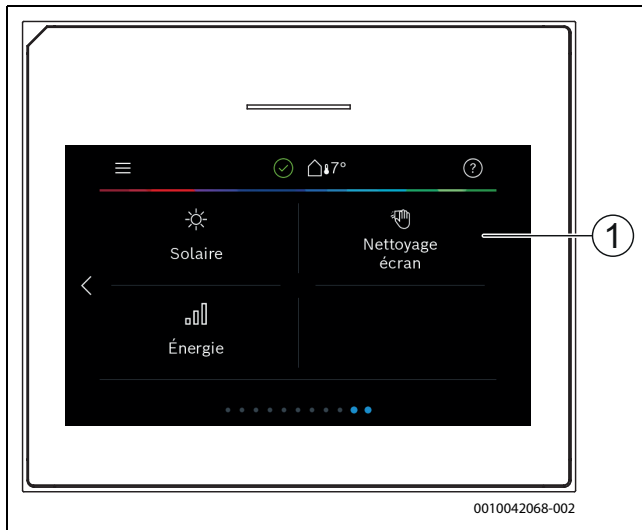 7°
?
Solaire
Nettoyage
écran
1
Énergie
0010042068-002